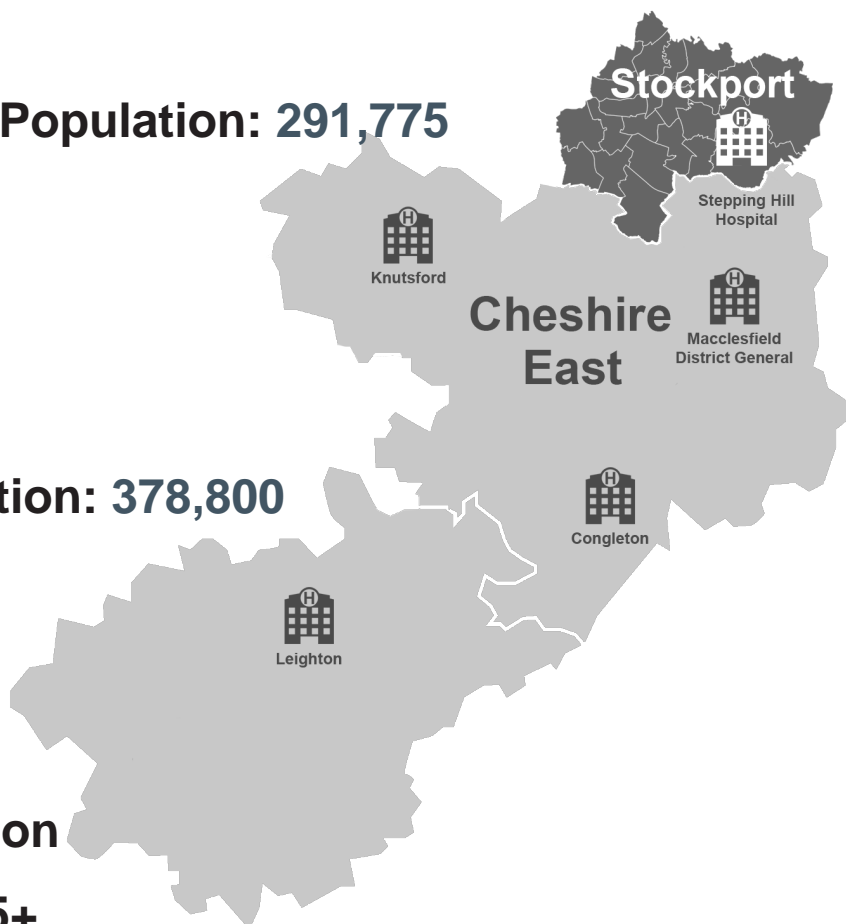 Stockport
Population: 291,775
H
Stepping Hill
Hospital
H
Knutsford
H
Cheshire
East
Macclesfield
District General
H
Congleton
tion: 378,800
H
Leighton
on
5+